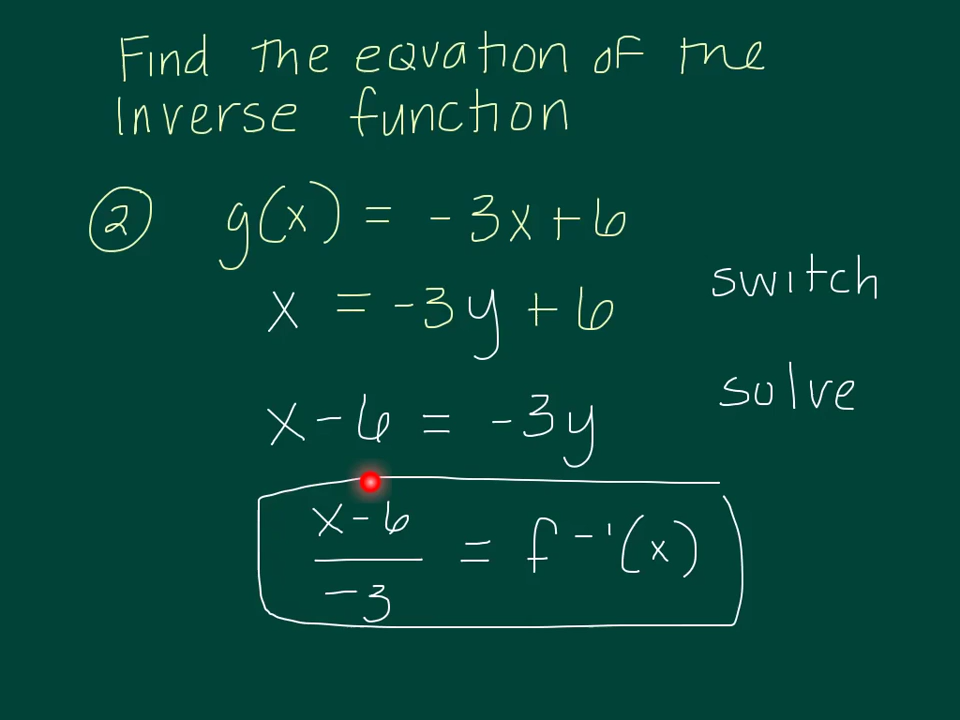 Find the equation of the
Inverse function
② g(x) = -3x+6
x = -3y + 6
switch
solve
x - 6 = -3y
x - 6 / -3 = f⁻¹(x)